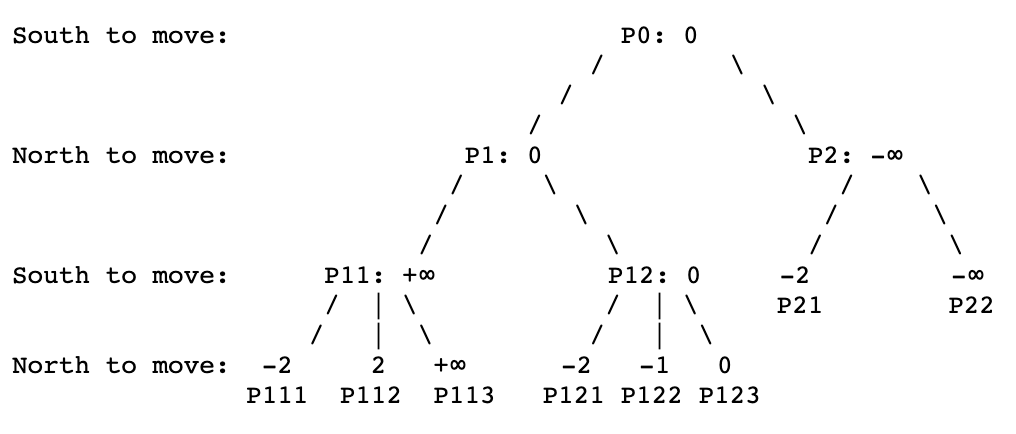 South to move: P0: 0
North to move: P1: 0 P2: -∞
South to move: P11: +∞ P12: 0 -2 -∞
P21 P22
North to move: -2 2 +∞ -2 -1 0
P111 P112 P113 P121 P122 P123